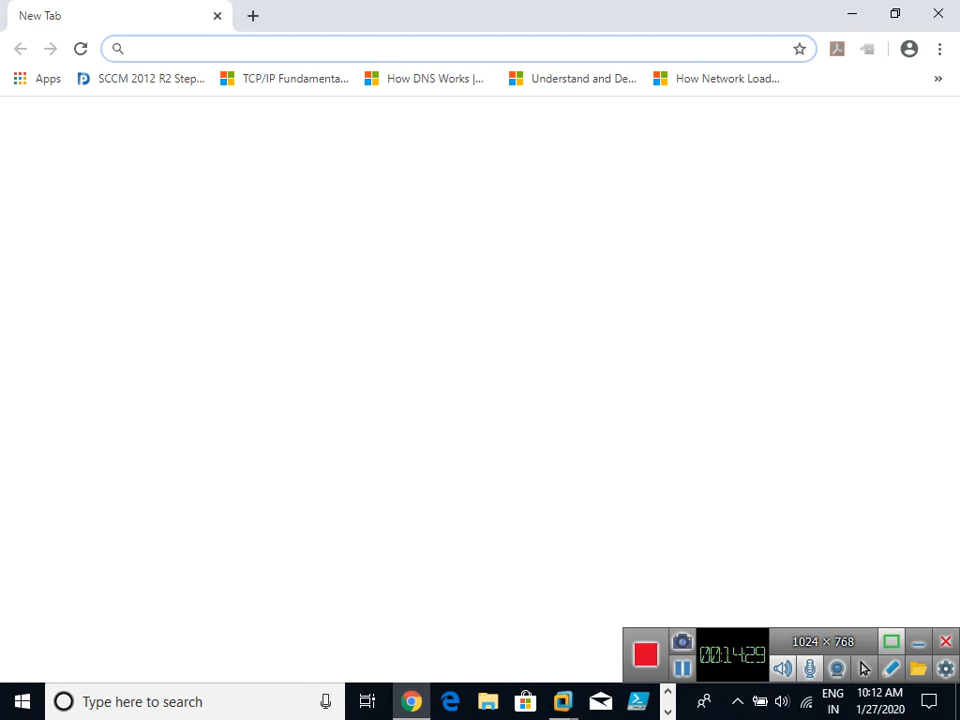 New Tab
Apps
SCCM 2012 R2 Step...
TCP/IP Fundamenta...
How DNS Works |...
Understand and De...
How Network Load...
»
00:14:29
1024 × 768
Type here to search
ENG
IN
10:12 AM
1/27/2020